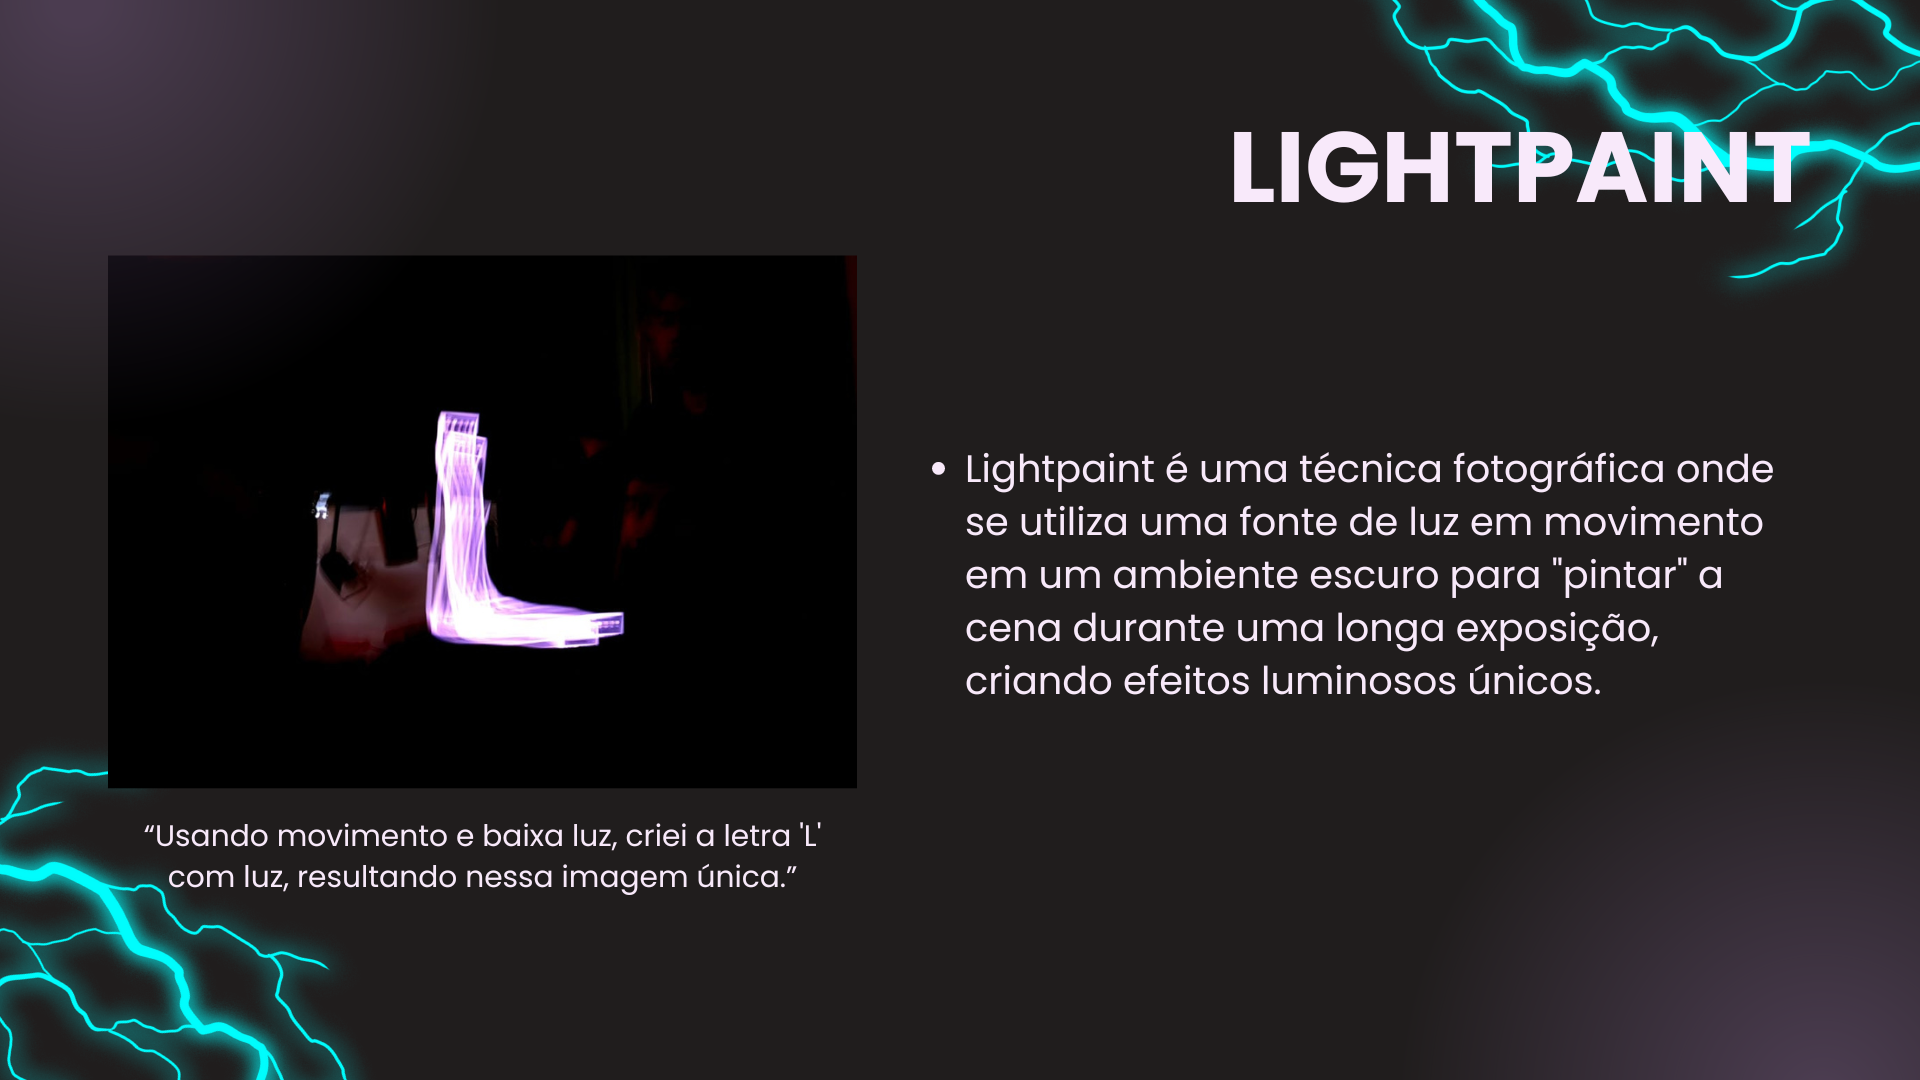 LIGHTPAINT
L
• Lightpaint é uma técnica fotográfica onde
se utiliza uma fonte de luz em movimento
em um ambiente escuro para "pintar" a
cena durante uma longa exposição,
criando efeitos luminosos únicos.
“Usando movimento e baixa luz, criei a letra 'L'
com luz, resultando nessa imagem única.”